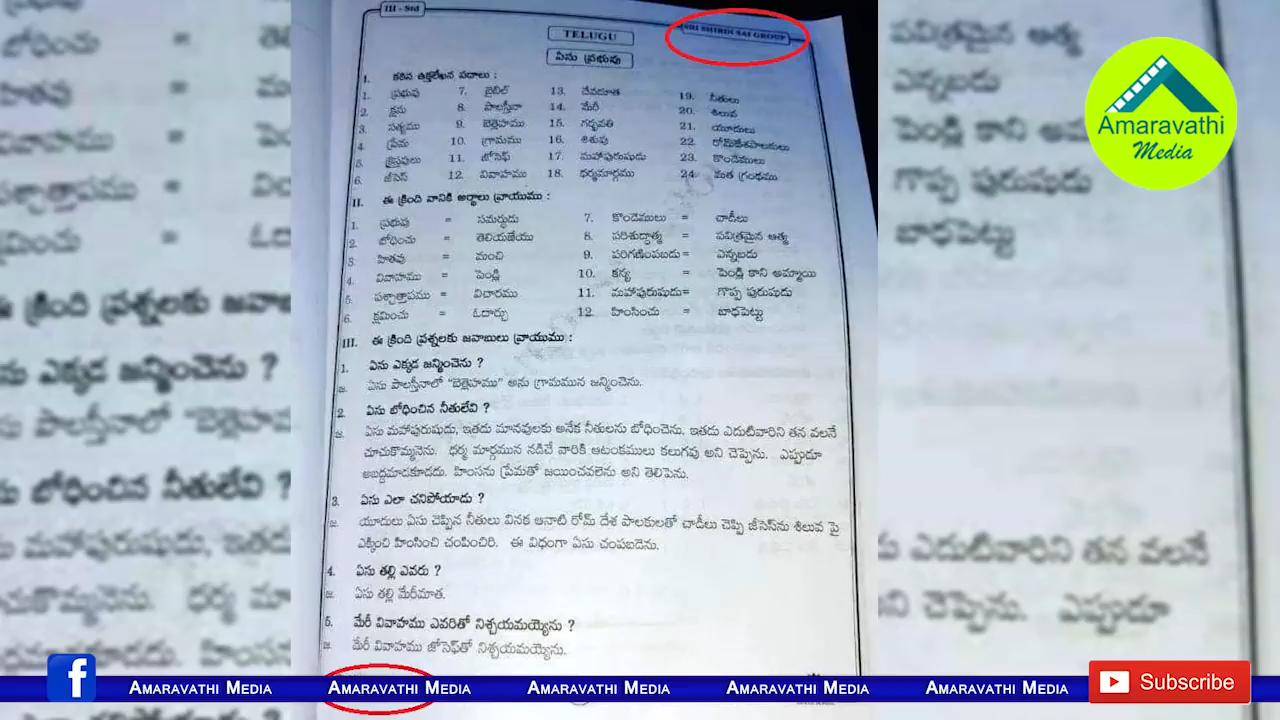 III - Std
SRI SHIRDI SAI GROUP
TELUGU
ఏసు ప్రభువు
I. కఠిన ఉక్తలేఖన పదాలు :
1. ప్రభువు 7. బైబిల్ 13. దేవదూత 19. నీతులు
2. క్షమ 8. పాలస్తీనా 14. మేరీ 20. శిలువ
3. సత్యము 9. బెత్లెహము 15. గర్భవతి 21. యూదులు
4. ప్రేమ 10. గ్రామము 16. శిశువు 22. రోమ్‌దేశపాలకులు
5. క్రైస్తవులు 11. జోసెఫ్ 17. మహాపురుషుడు 23. కొండెములు
6. జీసెస్ 12. వివాహము 18. ధర్మమార్గము 24. మత గ్రంథము
II. ఈ క్రింది వానికి అర్థాలు వ్రాయుము :
1. ప్రభువు = సమర్థుడు 7. కొండెములు = చాడీలు
2. బోధించు = తెలియజేయు 8. పరిశుద్ధాత్మ = పవిత్రమైన ఆత్మ
3. హితవు = మంచి 9. పరిగణింపబడు = ఎన్నబడు
4. వివాహము = పెండ్లి 10. కన్య = పెండ్లి కాని అమ్మాయి
5. పశ్చాత్తాపము = విచారము 11. మహాపురుషుడు = గొప్ప పురుషుడు
6. క్షమించు = ఓదార్చు 12. హింసించు = బాధపెట్టు
III. ఈ క్రింది ప్రశ్నలకు జవాబులు వ్రాయుము :
1. ఏసు ఎక్కడ జన్మించెను ?
జ. ఏసు పాలస్తీనాలో "బెత్లెహము" అను గ్రామమున జన్మించెను.
2. ఏసు బోధించిన నీతులేవి ?
జ. ఏసు మహాపురుషుడు, ఇతడు మానవులకు అనేక నీతులను బోధించెను. ఇతడు ఎదుటివారిని తన వలనే
చూచుకొమ్మనెను. ధర్మ మార్గమున నడిచే వారికి ఆటంకములు కలుగవు అని చెప్పెను. ఎప్పుడూ
అబద్దమాడకూడదు. హింసను ప్రేమతో జయించవలెను అని తెలిపెను.
3. ఏసు ఎలా చనిపోయాడు ?
జ. యూదులు ఏసు చెప్పిన నీతులు వినక ఆనాటి రోమ్ దేశ పాలకులతో చాడీలు చెప్పి జీసెస్‌ను శిలువ పై
ఎక్కించి హింసించి చంపించిరి. ఈ విధంగా ఏసు చంపబడెను.
4. ఏసు తల్లి ఎవరు ?
జ. ఏసు తల్లి మేరీమాత.
5. మేరీ వివాహము ఎవరితో నిశ్చయమయ్యెను ?
జ. మేరీ వివాహము జోసెఫ్‌తో నిశ్చయమయ్యెను.
Amaravathi
Media
f AMARAVATHI MEDIA AMARAVATHI MEDIA AMARAVATHI MEDIA AMARAVATHI MEDIA AMARAVATHI MEDIA Subscribe